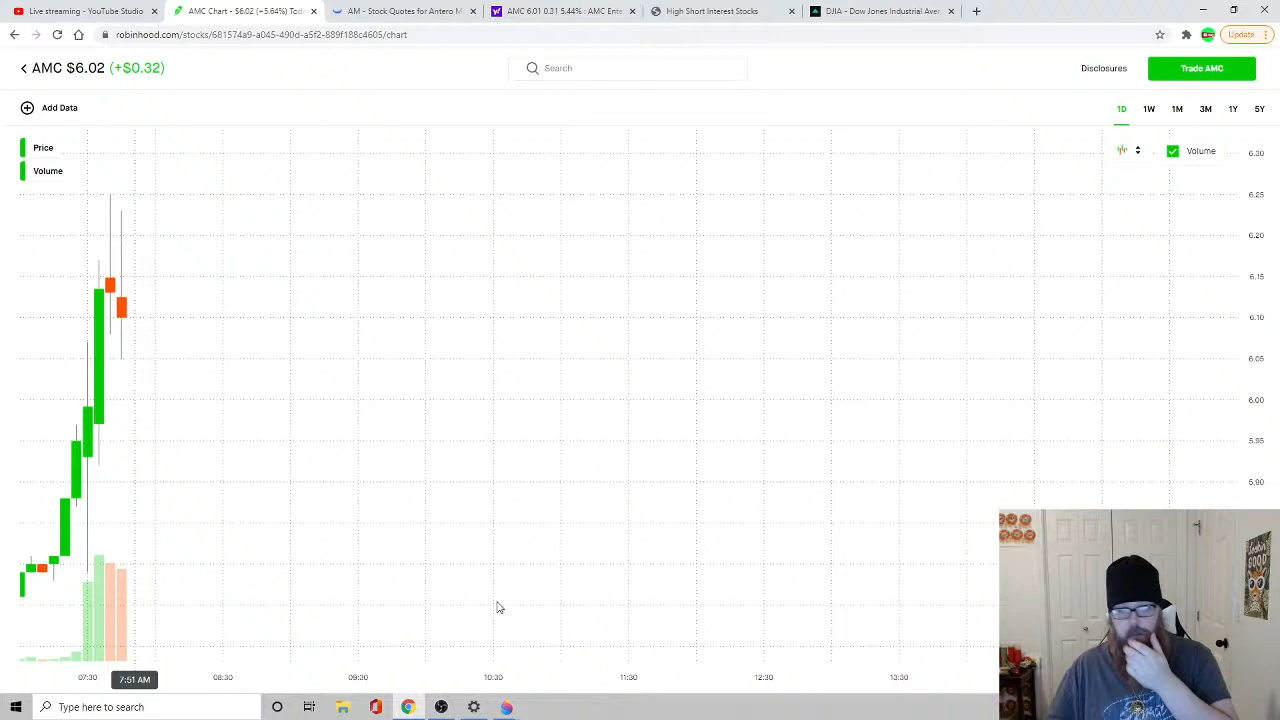 Live streaming - YouTube Studio
AMC Chart - $6.02 (+5.64%) Toda
AM - Stock Quotes for Antero M
AMC 6.01 0.31 5.44% : AMC Ente
High Short Interest Stocks
DJIA - Dow Jones Industrial Aver
robinhood.com/stocks/681574a9-a045-490d-a5f2-889f188c4605/chart
Update
AMC $6.02 (+$0.32)
Search
Disclosures
Trade AMC
Add Data
1D 1W 1M 3M 1Y 5Y
Price
Volume
Volume
6.30
6.25
6.20
6.15
6.10
6.05
6.00
5.95
5.90
07:30 7:51 AM 08:30 09:30 10:30 11:30 12:30 13:30
Type here to search